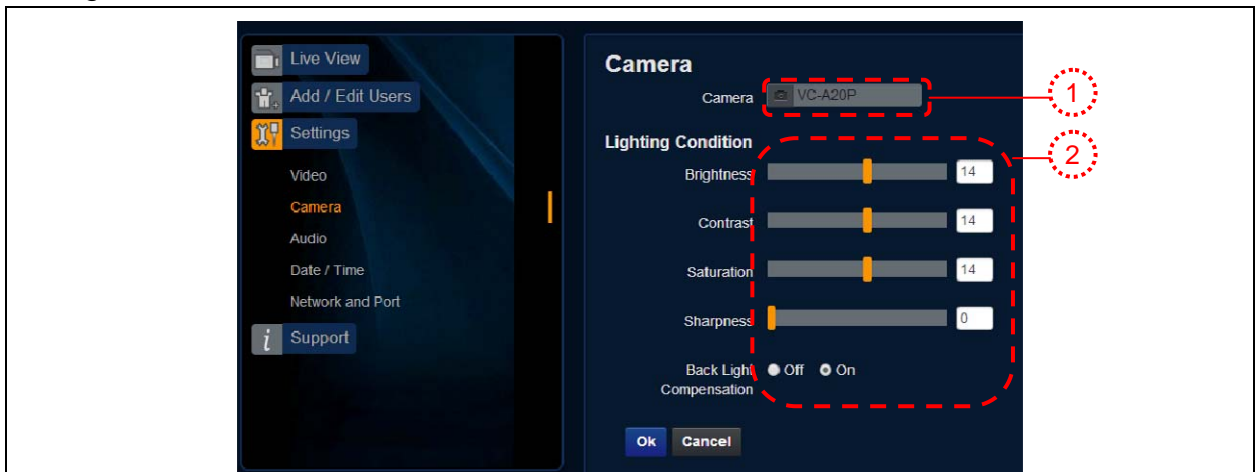 Live View
Add / Edit Users
Settings
Video
Camera
Audio
Date / Time
Network and Port
i Support
Camera
Camera VC-A20P
1
Lighting Condition
2
Brightness 14
Contrast 14
Saturation 14
Sharpness 0
Back Light Off On
Compensation
Ok Cancel